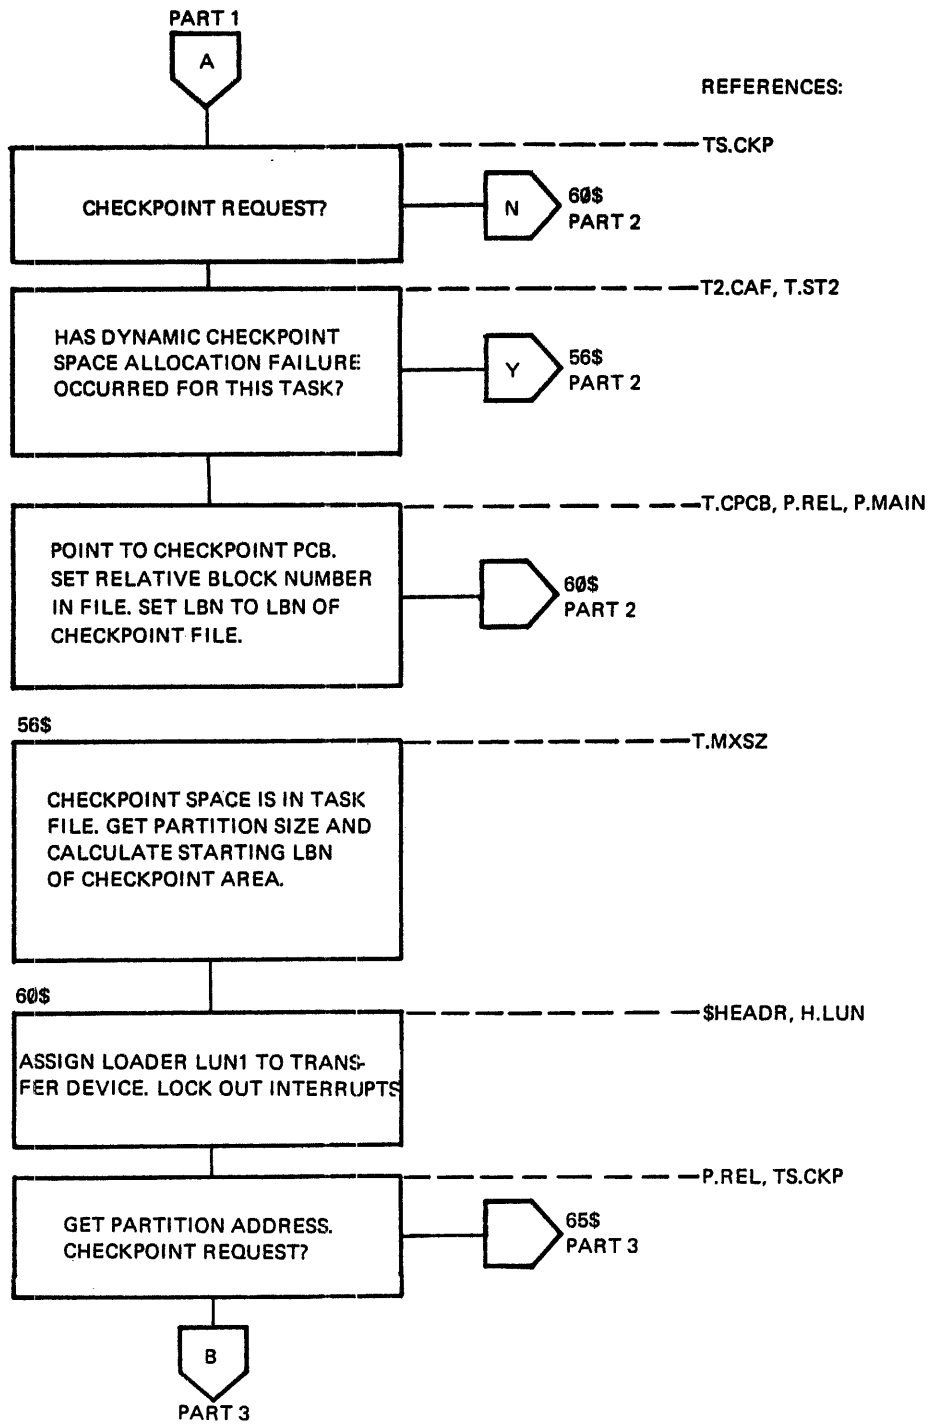 PART 1
A
REFERENCES:
TS.CKP
CHECKPOINT REQUEST?
N
60$
PART 2
T2.CAF, T.ST2
HAS DYNAMIC CHECKPOINT
SPACE ALLOCATION FAILURE
OCCURRED FOR THIS TASK?
Y
56$
PART 2
T.CPCB, P.REL, P.MAIN
POINT TO CHECKPOINT PCB.
SET RELATIVE BLOCK NUMBER
IN FILE. SET LBN TO LBN OF
CHECKPOINT FILE.
60$
PART 2
56$
T.MXSZ
CHECKPOINT SPACE IS IN TASK
FILE. GET PARTITION SIZE AND
CALCULATE STARTING LBN
OF CHECKPOINT AREA.
60$
$HEADR, H.LUN
ASSIGN LOADER LUN1 TO TRANS-
FER DEVICE. LOCK OUT INTERRUPTS
P.REL, TS.CKP
GET PARTITION ADDRESS.
CHECKPOINT REQUEST?
65$
PART 3
B
PART 3